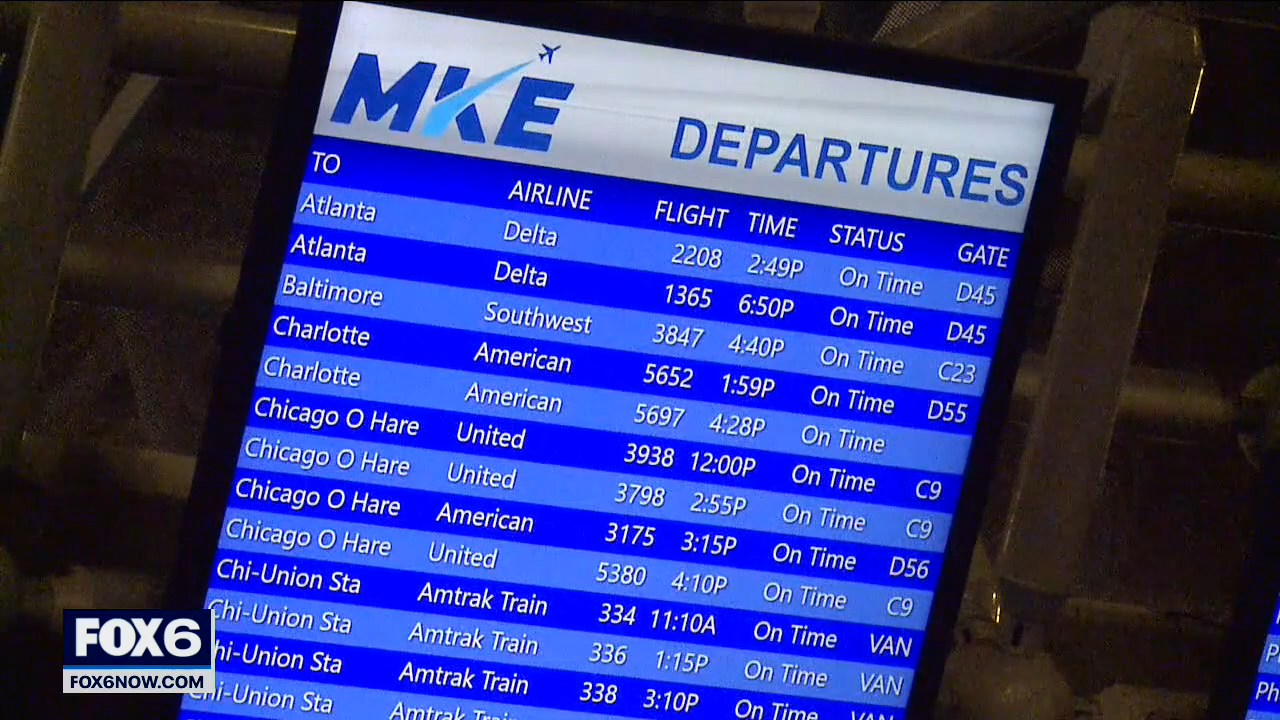 MKE DEPARTURES
TO AIRLINE FLIGHT TIME STATUS GATE
Atlanta Delta 2208 2:49P On Time D45
Atlanta Delta 1365 6:50P On Time D45
Baltimore Southwest 3847 4:40P On Time C23
Charlotte American 5652 1:59P On Time D55
Charlotte American 5697 4:28P On Time
Chicago O Hare United 3938 12:00P On Time C9
Chicago O Hare United 3798 2:55P On Time C9
Chicago O Hare American 3175 3:15P On Time D56
Chicago O Hare United 5380 4:10P On Time C9
Chi-Union Sta Amtrak Train 334 11:10A On Time VAN
Chi-Union Sta Amtrak Train 336 1:15P On Time VAN
Chi-Union Sta Amtrak Train 338 3:10P On Time VAN
Chi-Union Sta Amtrak Train
FOX6
FOX6NOW.COM